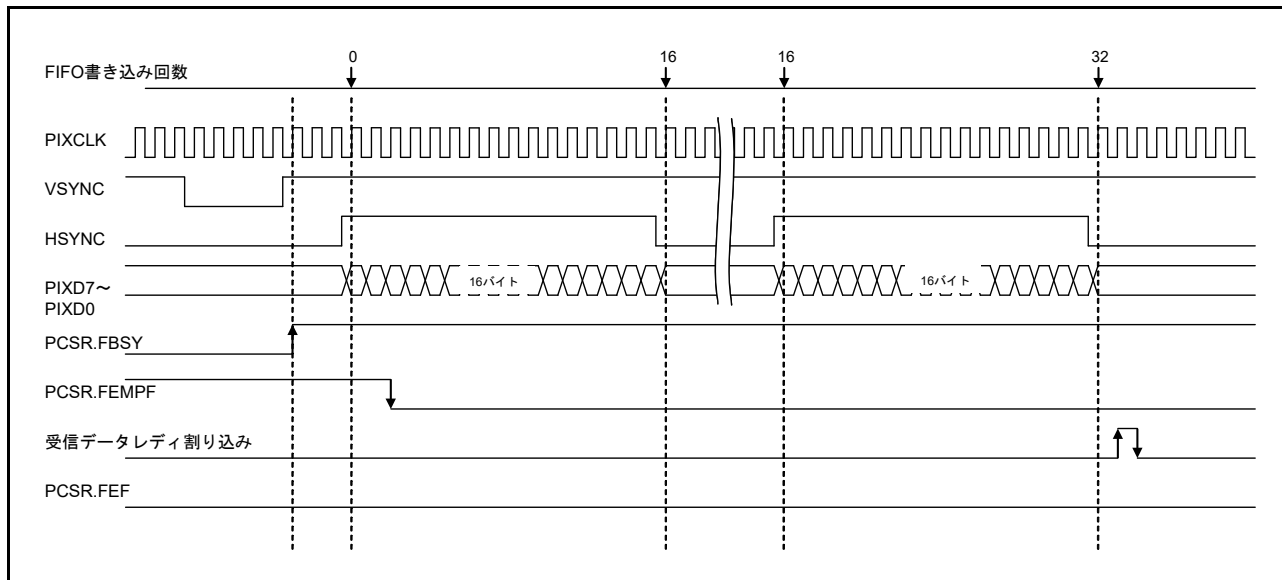 0 16 16 32
FIFO書き込み回数
PIXCLK
VSYNC
HSYNC
PIXD7～
PIXD0
16バイト 16バイト
PCSR.FBSY
PCSR.FEMPF
受信データレディ割り込み
PCSR.FEF